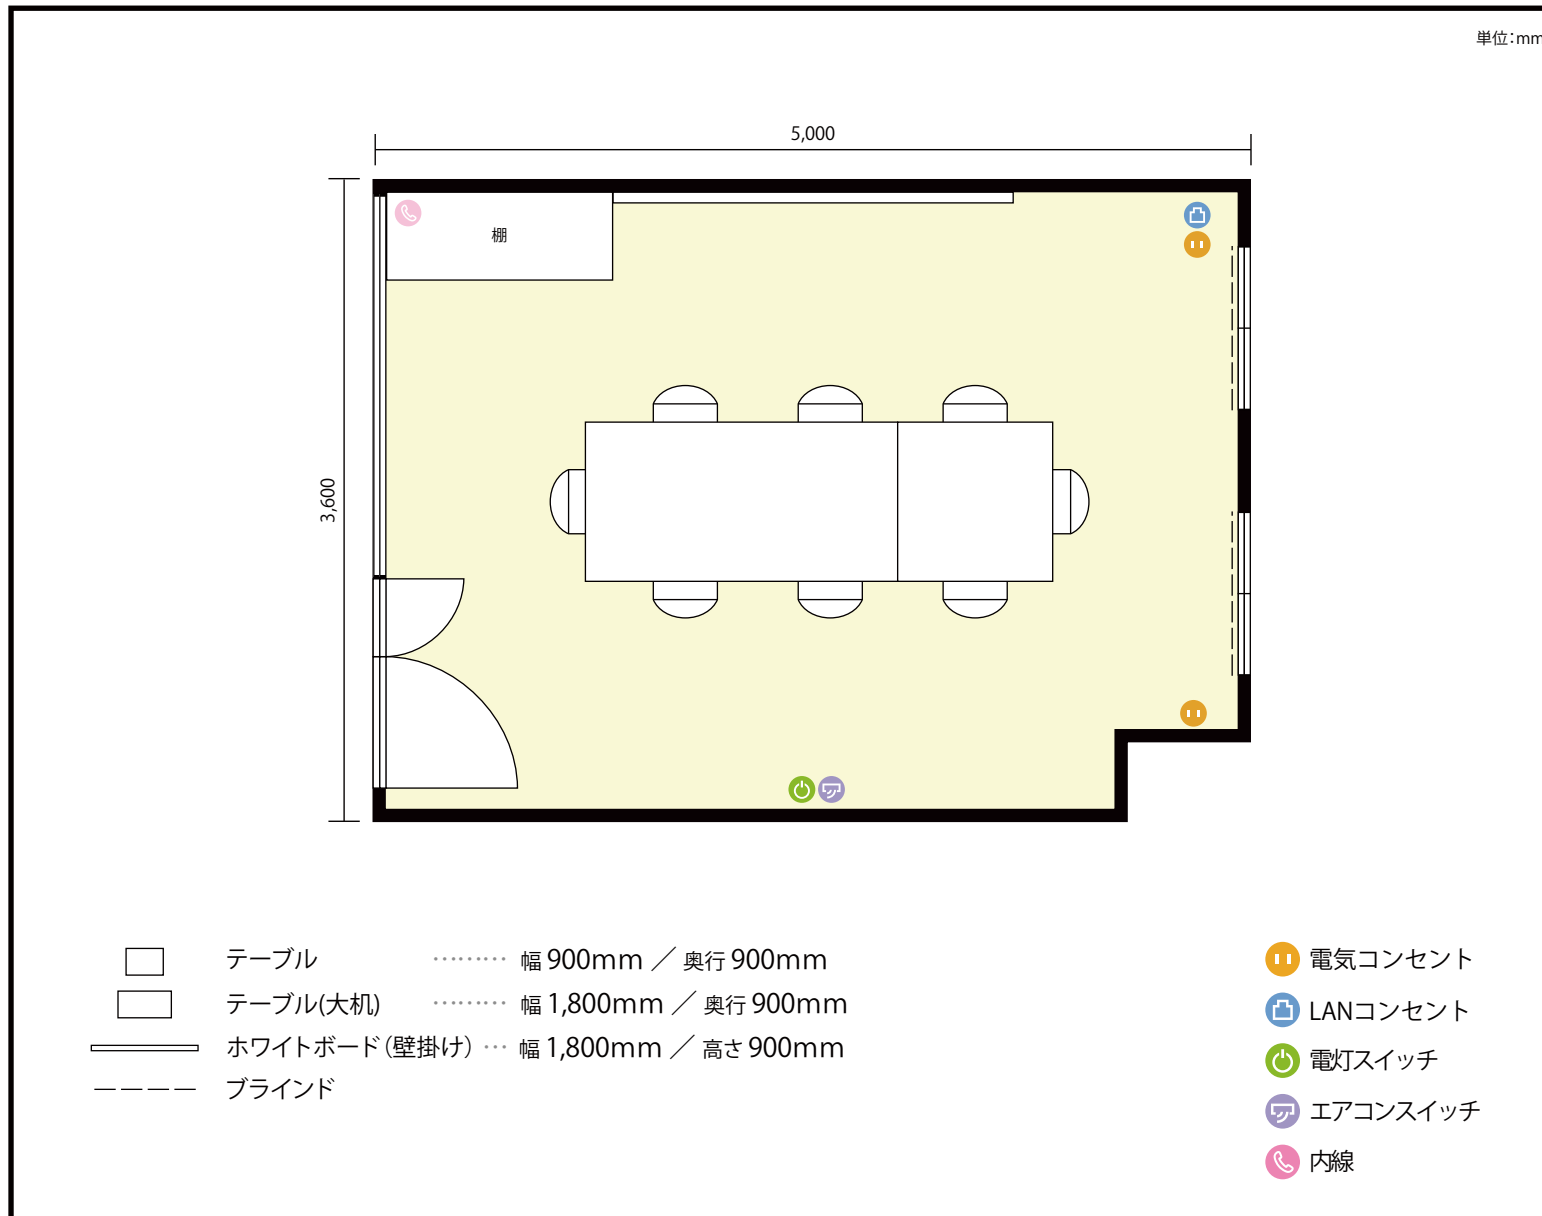 単位:mm
5,000
棚
3,600
テーブル ……… 幅 900mm ／ 奥行 900mm
テーブル(大机) ……… 幅 1,800mm ／ 奥行 900mm
ホワイトボード（壁掛け） … 幅 1,800mm ／ 高さ 900mm
ブラインド
電気コンセント
LANコンセント
電灯スイッチ
エアコンスイッチ
内線